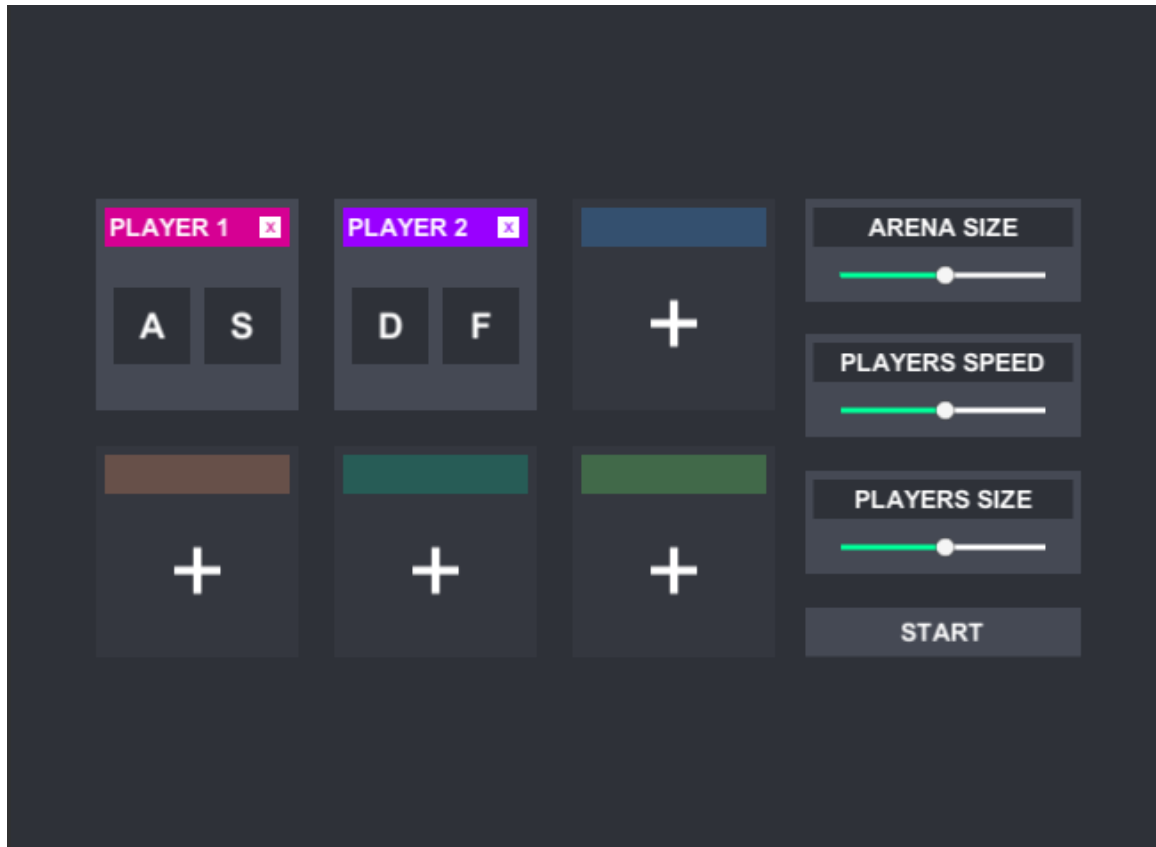 PLAYER 1 x
PLAYER 2 x
A S
D F
ARENA SIZE
PLAYERS SPEED
PLAYERS SIZE
START